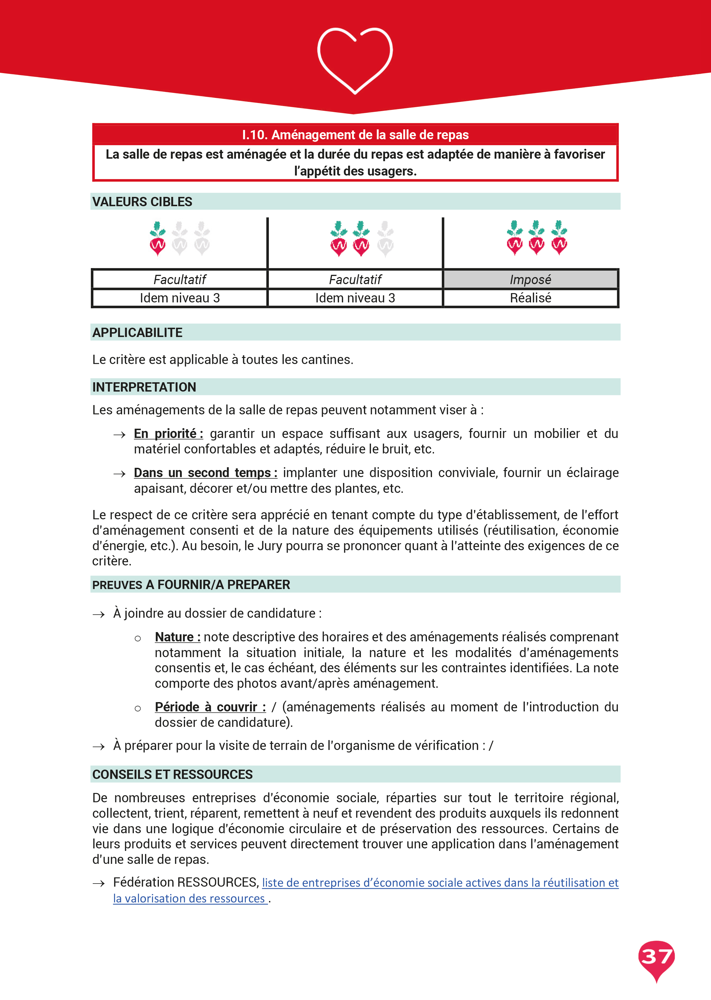 I.10. Aménagement de la salle de repas
La salle de repas est aménagée et la durée du repas est adaptée de manière à favoriser
l’appétit des usagers.
VALEURS CIBLES
Facultatif Facultatif Imposé
Idem niveau 3 Idem niveau 3 Réalisé
APPLICABILITE
Le critère est applicable à toutes les cantines.
INTERPRETATION
Les aménagements de la salle de repas peuvent notamment viser à :
→ En priorité : garantir un espace suffisant aux usagers, fournir un mobilier et du
matériel confortables et adaptés, réduire le bruit, etc.
→ Dans un second temps : implanter une disposition conviviale, fournir un éclairage
apaisant, décorer et/ou mettre des plantes, etc.
Le respect de ce critère sera apprécié en tenant compte du type d’établissement, de l’effort
d’aménagement consenti et de la nature des équipements utilisés (réutilisation, économie
d’énergie, etc.). Au besoin, le Jury pourra se prononcer quant à l’atteinte des exigences de ce
critère.
PREUVES A FOURNIR/A PREPARER
→ À joindre au dossier de candidature :
o Nature : note descriptive des horaires et des aménagements réalisés comprenant
notamment la situation initiale, la nature et les modalités d’aménagements
consentis et, le cas échéant, des éléments sur les contraintes identifiées. La note
comporte des photos avant/après aménagement.
o Période à couvrir : / (aménagements réalisés au moment de l’introduction du
dossier de candidature).
→ À préparer pour la visite de terrain de l’organisme de vérification : /
CONSEILS ET RESSOURCES
De nombreuses entreprises d’économie sociale, réparties sur tout le territoire régional,
collectent, trient, réparent, remettent à neuf et revendent des produits auxquels ils redonnent
vie dans une logique d’économie circulaire et de préservation des ressources. Certains de
leurs produits et services peuvent directement trouver une application dans l’aménagement
d’une salle de repas.
→ Fédération RESSOURCES, liste de entreprises d’économie sociale actives dans la réutilisation et
la valorisation des ressources .
37